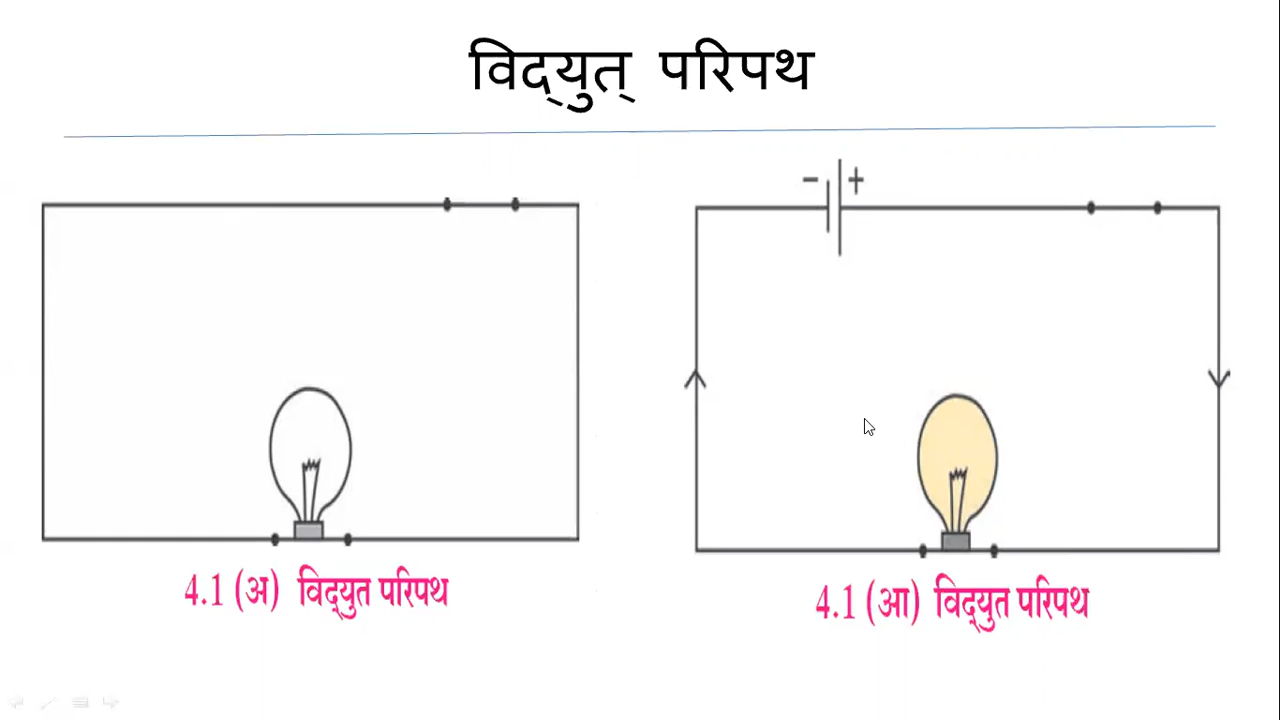 विद्‌युत् परिपथ
- +
4.1 (अ) विद्‌युत परिपथ
4.1 (आ) विद्‌युत परिपथ